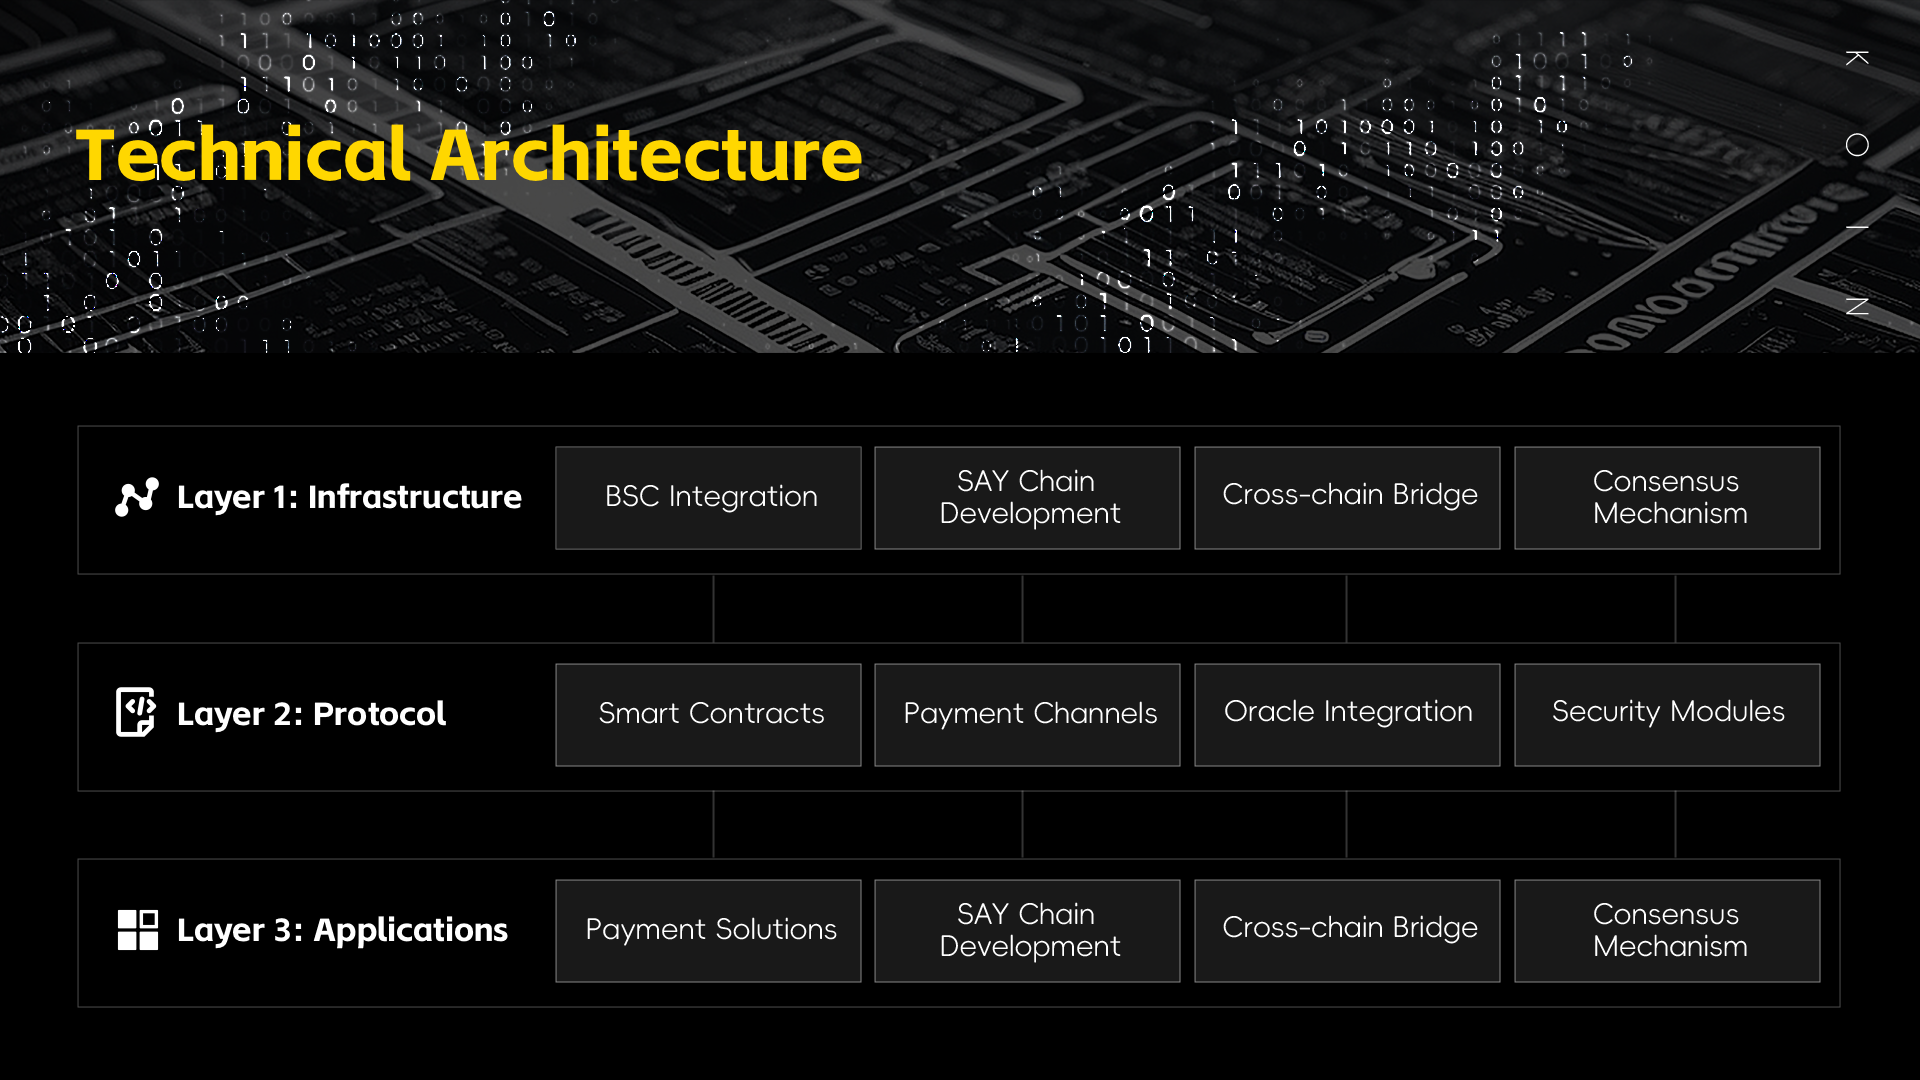 Technical Architecture
K
O
I
N
Layer 1: Infrastructure
BSC Integration
SAY Chain
Development
Cross-chain Bridge
Consensus
Mechanism
Layer 2: Protocol
Smart Contracts
Payment Channels
Oracle Integration
Security Modules
Layer 3: Applications
Payment Solutions
SAY Chain
Development
Cross-chain Bridge
Consensus
Mechanism